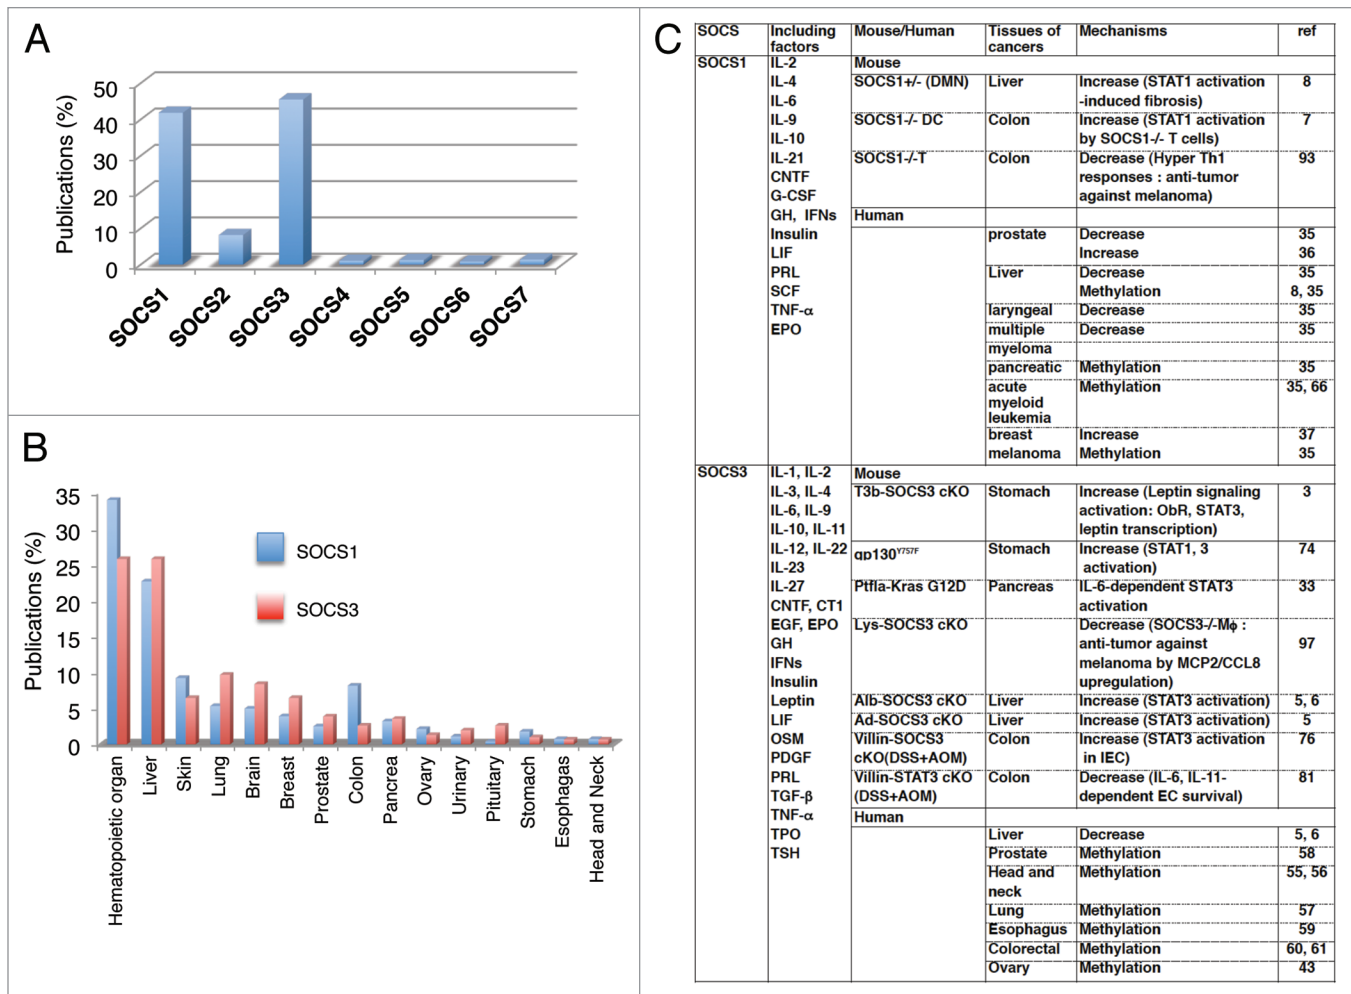 A
Publications (%)
50
40
30
20
10
0
SOCS1
SOCS2
SOCS3
SOCS4
SOCS5
SOCS6
SOCS7
B
Publications (%)
35
30
25
20
15
10
5
0
SOCS1
SOCS3
Hematopoietic organ
Liver
Skin
Lung
Brain
Breast
Prostate
Colon
Pancrea
Ovary
Urinary
Pituitary
Stomach
Esophagas
Head and Neck
C
SOCS
Including
factors
Mouse/Human
Tissues of
cancers
Mechanisms
ref
SOCS1
IL-2
IL-4
IL-6
IL-9
IL-10
IL-21
CNTF
G-CSF
GH, IFNs
Insulin
LIF
PRL
SCF
TNF-α
EPO
Mouse
SOCS1+/- (DMN)
Liver
Increase (STAT1 activation
-induced fibrosis)
8
SOCS1-/- DC
Colon
Increase (STAT1 activation
by SOCS1-/- T cells)
7
SOCS1-/-T
Colon
Decrease (Hyper Th1
responses : anti-tumor
against melanoma)
93
Human
prostate
Decrease
35
Increase
36
Liver
Decrease
35
Methylation
8, 35
laryngeal
Decrease
35
multiple
myeloma
Decrease
35
pancreatic
Methylation
35
acute
myeloid
leukemia
Methylation
35, 66
breast
Increase
37
melanoma
Methylation
35
SOCS3
IL-1, IL-2
IL-3, IL-4
IL-6, IL-9
IL-10, IL-11
IL-12, IL-22
IL-23
IL-27
CNTF, CT1
EGF, EPO
GH
IFNs
Insulin
Leptin
LIF
OSM
PDGF
PRL
TGF-β
TNF-α
TPO
TSH
Mouse
T3b-SOCS3 cKO
Stomach
Increase (Leptin signaling
activation: ObR, STAT3,
leptin transcription)
3
gp130Y757F
Stomach
Increase (STAT1, 3
activation)
74
Ptfla-Kras G12D
Pancreas
IL-6-dependent STAT3
activation
33
Lys-SOCS3 cKO
Decrease (SOCS3-/-Mϕ :
anti-tumor against
melanoma by MCP2/CCL8
upregulation)
97
Alb-SOCS3 cKO
Liver
Increase (STAT3 activation)
5, 6
Ad-SOCS3 cKO
Liver
Increase (STAT3 activation)
5
Villin-SOCS3
cKO(DSS+AOM)
Colon
Increase (STAT3 activation
in IEC)
76
Villin-STAT3 cKO
(DSS+AOM)
Colon
Decrease (IL-6, IL-11-
dependent EC survival)
81
Human
Liver
Decrease
5, 6
Prostate
Methylation
58
Head and
neck
Methylation
55, 56
Lung
Methylation
57
Esophagus
Methylation
59
Colorectal
Methylation
60, 61
Ovary
Methylation
43